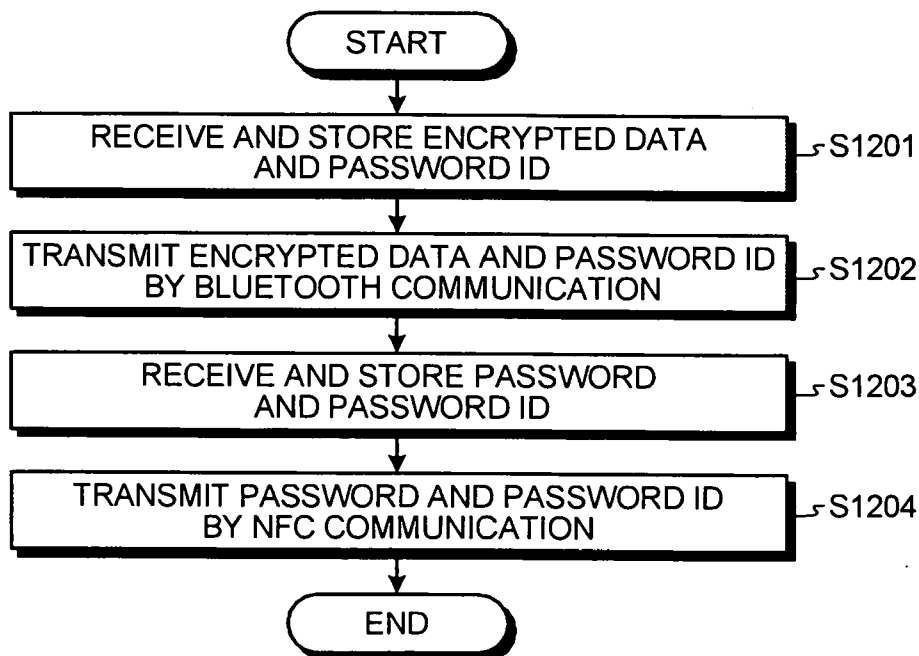 START
RECEIVE AND STORE ENCRYPTED DATA
AND PASSWORD ID
S1201
TRANSMIT ENCRYPTED DATA AND PASSWORD ID
BY BLUETOOTH COMMUNICATION
S1202
RECEIVE AND STORE PASSWORD
AND PASSWORD ID
S1203
TRANSMIT PASSWORD AND PASSWORD ID
BY NFC COMMUNICATION
S1204
END